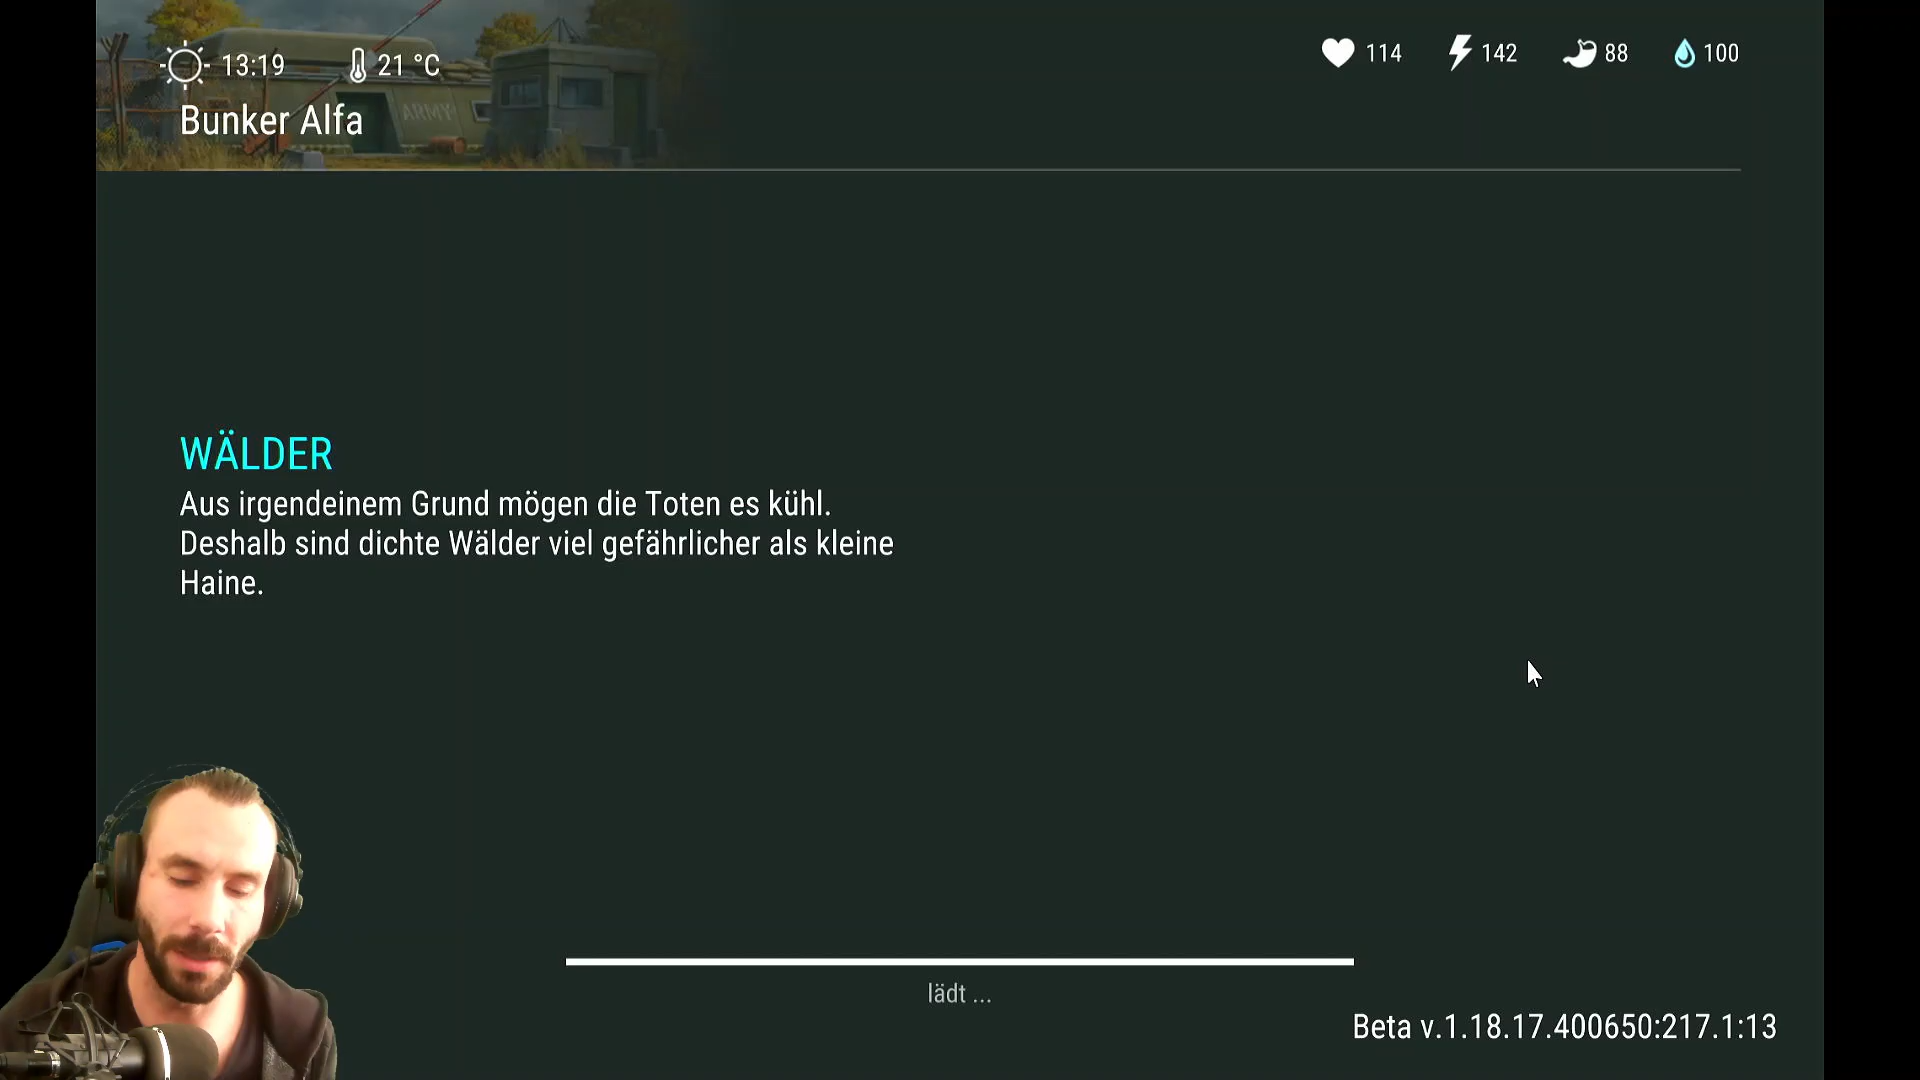 13:19 21 °C
114 142 88 100
ARMY
Bunker Alfa
WÄLDER
Aus irgendeinem Grund mögen die Toten es kühl.
Deshalb sind dichte Wälder viel gefährlicher als kleine
Haine.
lädt ...
Beta v.1.18.17.400650:217.1:13